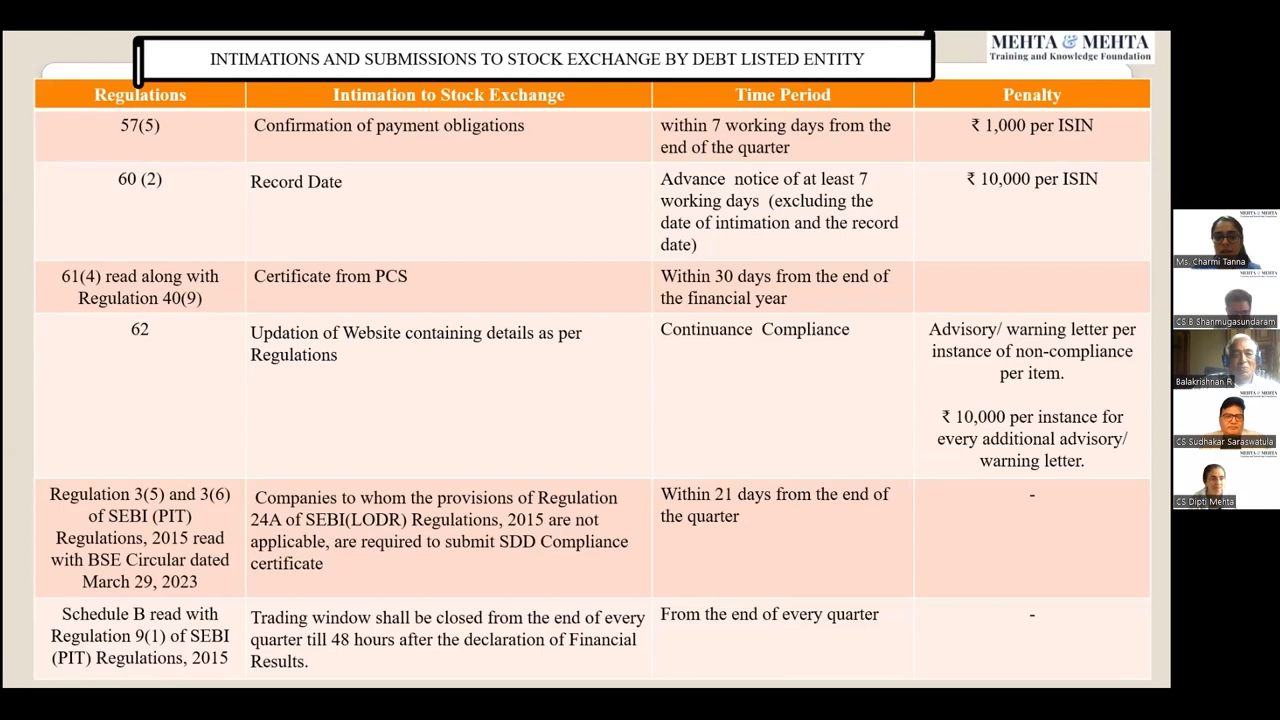 INTIMATIONS AND SUBMISSIONS TO STOCK EXCHANGE BY DEBT LISTED ENTITY
MEHTA & MEHTA
Training and Knowledge Foundation
Regulations
Intimation to Stock Exchange
Time Period
Penalty
57(5)
Confirmation of payment obligations
within 7 working days from the
end of the quarter
₹ 1,000 per ISIN
60 (2)
Record Date
Advance notice of at least 7
working days (excluding the
date of intimation and the record
date)
₹ 10,000 per ISIN
61(4) read along with
Regulation 40(9)
Certificate from PCS
Within 30 days from the end of
the financial year
62
Updation of Website containing details as per
Regulations
Continuance Compliance
Advisory/ warning letter per
instance of non-compliance
per item.
₹ 10,000 per instance for
every additional advisory/
warning letter.
Regulation 3(5) and 3(6)
of SEBI (PIT)
Regulations, 2015 read
with BSE Circular dated
March 29, 2023
Companies to whom the provisions of Regulation
24A of SEBI(LODR) Regulations, 2015 are not
applicable, are required to submit SDD Compliance
certificate
Within 21 days from the end of
the quarter
-
Schedule B read with
Regulation 9(1) of SEBI
(PIT) Regulations, 2015
Trading window shall be closed from the end of every
quarter till 48 hours after the declaration of Financial
Results.
From the end of every quarter
-
MEHTA & MEHTA
Ms. Charmi Tanna
MEHTA & MEHTA
CS B Shanmugasundaram
Balakrishnan R
MEHTA & MEHTA
CS Sudhakar Saraswatula
MEHTA & MEHTA
CS Dipti Mehta